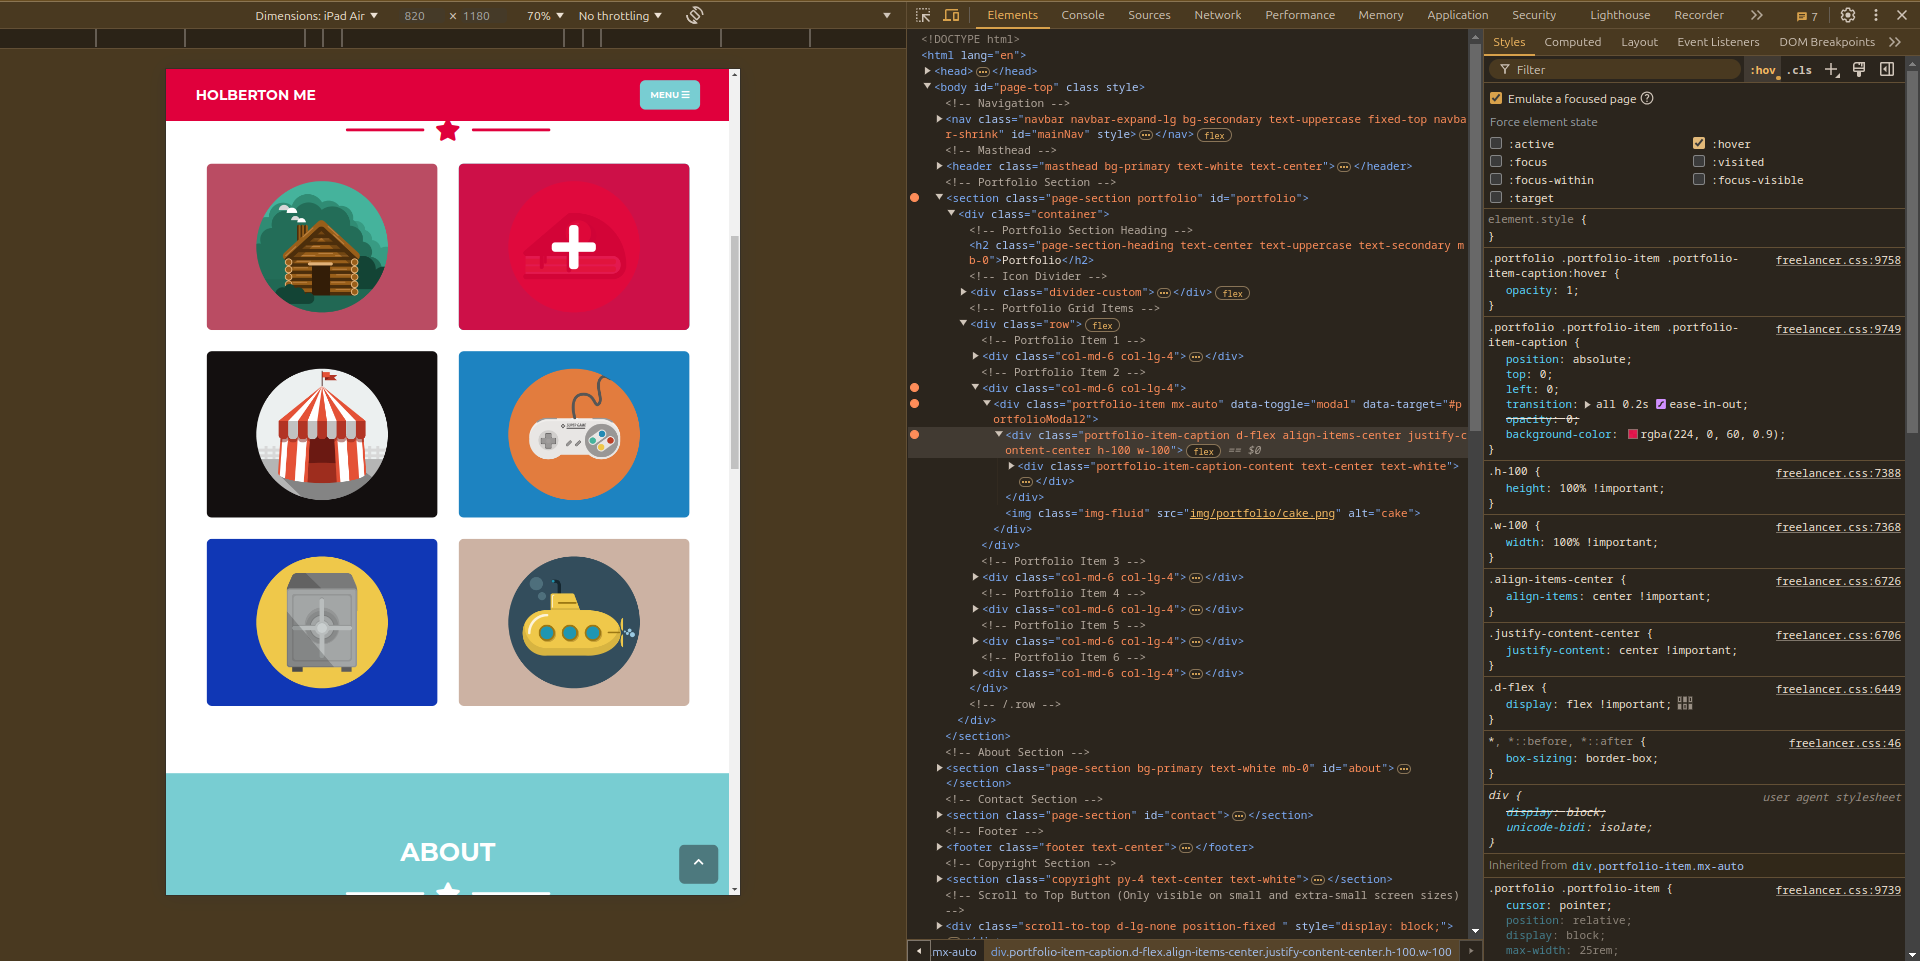 Dimensions: iPad Air ▼ 820 × 1180 70% ▼ No throttling ▼
Elements Console Sources Network Performance Memory Application Security Lighthouse Recorder 7
HOLBERTON ME
MENU
ABOUT
<!DOCTYPE html>
<html lang="en">
<head> </head>
<body id="page-top" class style>
<!-- Navigation -->
<nav class="navbar navbar-expand-lg bg-secondary text-uppercase fixed-top navba
r-shrink" id="mainNav" style> </nav> flex
<!-- Masthead -->
<header class="masthead bg-primary text-white text-center"> </header>
<!-- Portfolio Section -->
<section class="page-section portfolio" id="portfolio">
<div class="container">
<!-- Portfolio Section Heading -->
<h2 class="page-section-heading text-center text-uppercase text-secondary m
b-0">Portfolio</h2>
<!-- Icon Divider -->
<div class="divider-custom"> </div> flex
<!-- Portfolio Grid Items -->
<div class="row"> flex
<!-- Portfolio Item 1 -->
<div class="col-md-6 col-lg-4"> </div>
<!-- Portfolio Item 2 -->
<div class="col-md-6 col-lg-4">
<div class="portfolio-item mx-auto" data-toggle="modal" data-target="#p
ortfolioModal2">
<div class="portfolio-item-caption d-flex align-items-center justify-c
ontent-center h-100 w-100"> flex == $0
<div class="portfolio-item-caption-content text-center text-white">
</div>
</div>
<img class="img-fluid" src="img/portfolio/cake.png" alt="cake">
</div>
</div>
<!-- Portfolio Item 3 -->
<div class="col-md-6 col-lg-4"> </div>
<!-- Portfolio Item 4 -->
<div class="col-md-6 col-lg-4"> </div>
<!-- Portfolio Item 5 -->
<div class="col-md-6 col-lg-4"> </div>
<!-- Portfolio Item 6 -->
<div class="col-md-6 col-lg-4"> </div>
</div>
<!-- /.row -->
</div>
</section>
<!-- About Section -->
<section class="page-section bg-primary text-white mb-0" id="about">
</section>
<!-- Contact Section -->
<section class="page-section" id="contact"> </section>
<!-- Footer -->
<footer class="footer text-center"> </footer>
<!-- Copyright Section -->
<section class="copyright py-4 text-center text-white"> </section>
<!-- Scroll to Top Button (Only visible on small and extra-small screen sizes)
-->
<div class="scroll-to-top d-lg-none position-fixed " style="display: block;">
mx-auto div.portfolio-item-caption.d-flex.align-items-center.justify-content-center.h-100.w-100
Styles Computed Layout Event Listeners DOM Breakpoints
Filter :hov .cls
Emulate a focused page
Force element state
:active :hover
:focus :visited
:focus-within :focus-visible
:target
element.style {
}
.portfolio .portfolio-item .portfolio- freelancer.css:9758
item-caption:hover {
opacity: 1;
}
.portfolio .portfolio-item .portfolio- freelancer.css:9749
item-caption {
position: absolute;
top: 0;
left: 0;
transition: all 0.2s ease-in-out;
opacity: 0;
background-color: rgba(224, 0, 60, 0.9);
}
.h-100 { freelancer.css:7388
height: 100% !important;
}
.w-100 { freelancer.css:7368
width: 100% !important;
}
.align-items-center { freelancer.css:6726
align-items: center !important;
}
.justify-content-center { freelancer.css:6706
justify-content: center !important;
}
.d-flex { freelancer.css:6449
display: flex !important;
}
*, *::before, *::after { freelancer.css:46
box-sizing: border-box;
}
div { user agent stylesheet
display: block;
unicode-bidi: isolate;
}
Inherited from div.portfolio-item.mx-auto
.portfolio .portfolio-item { freelancer.css:9739
cursor: pointer;
position: relative;
display: block;
max-width: 25rem;